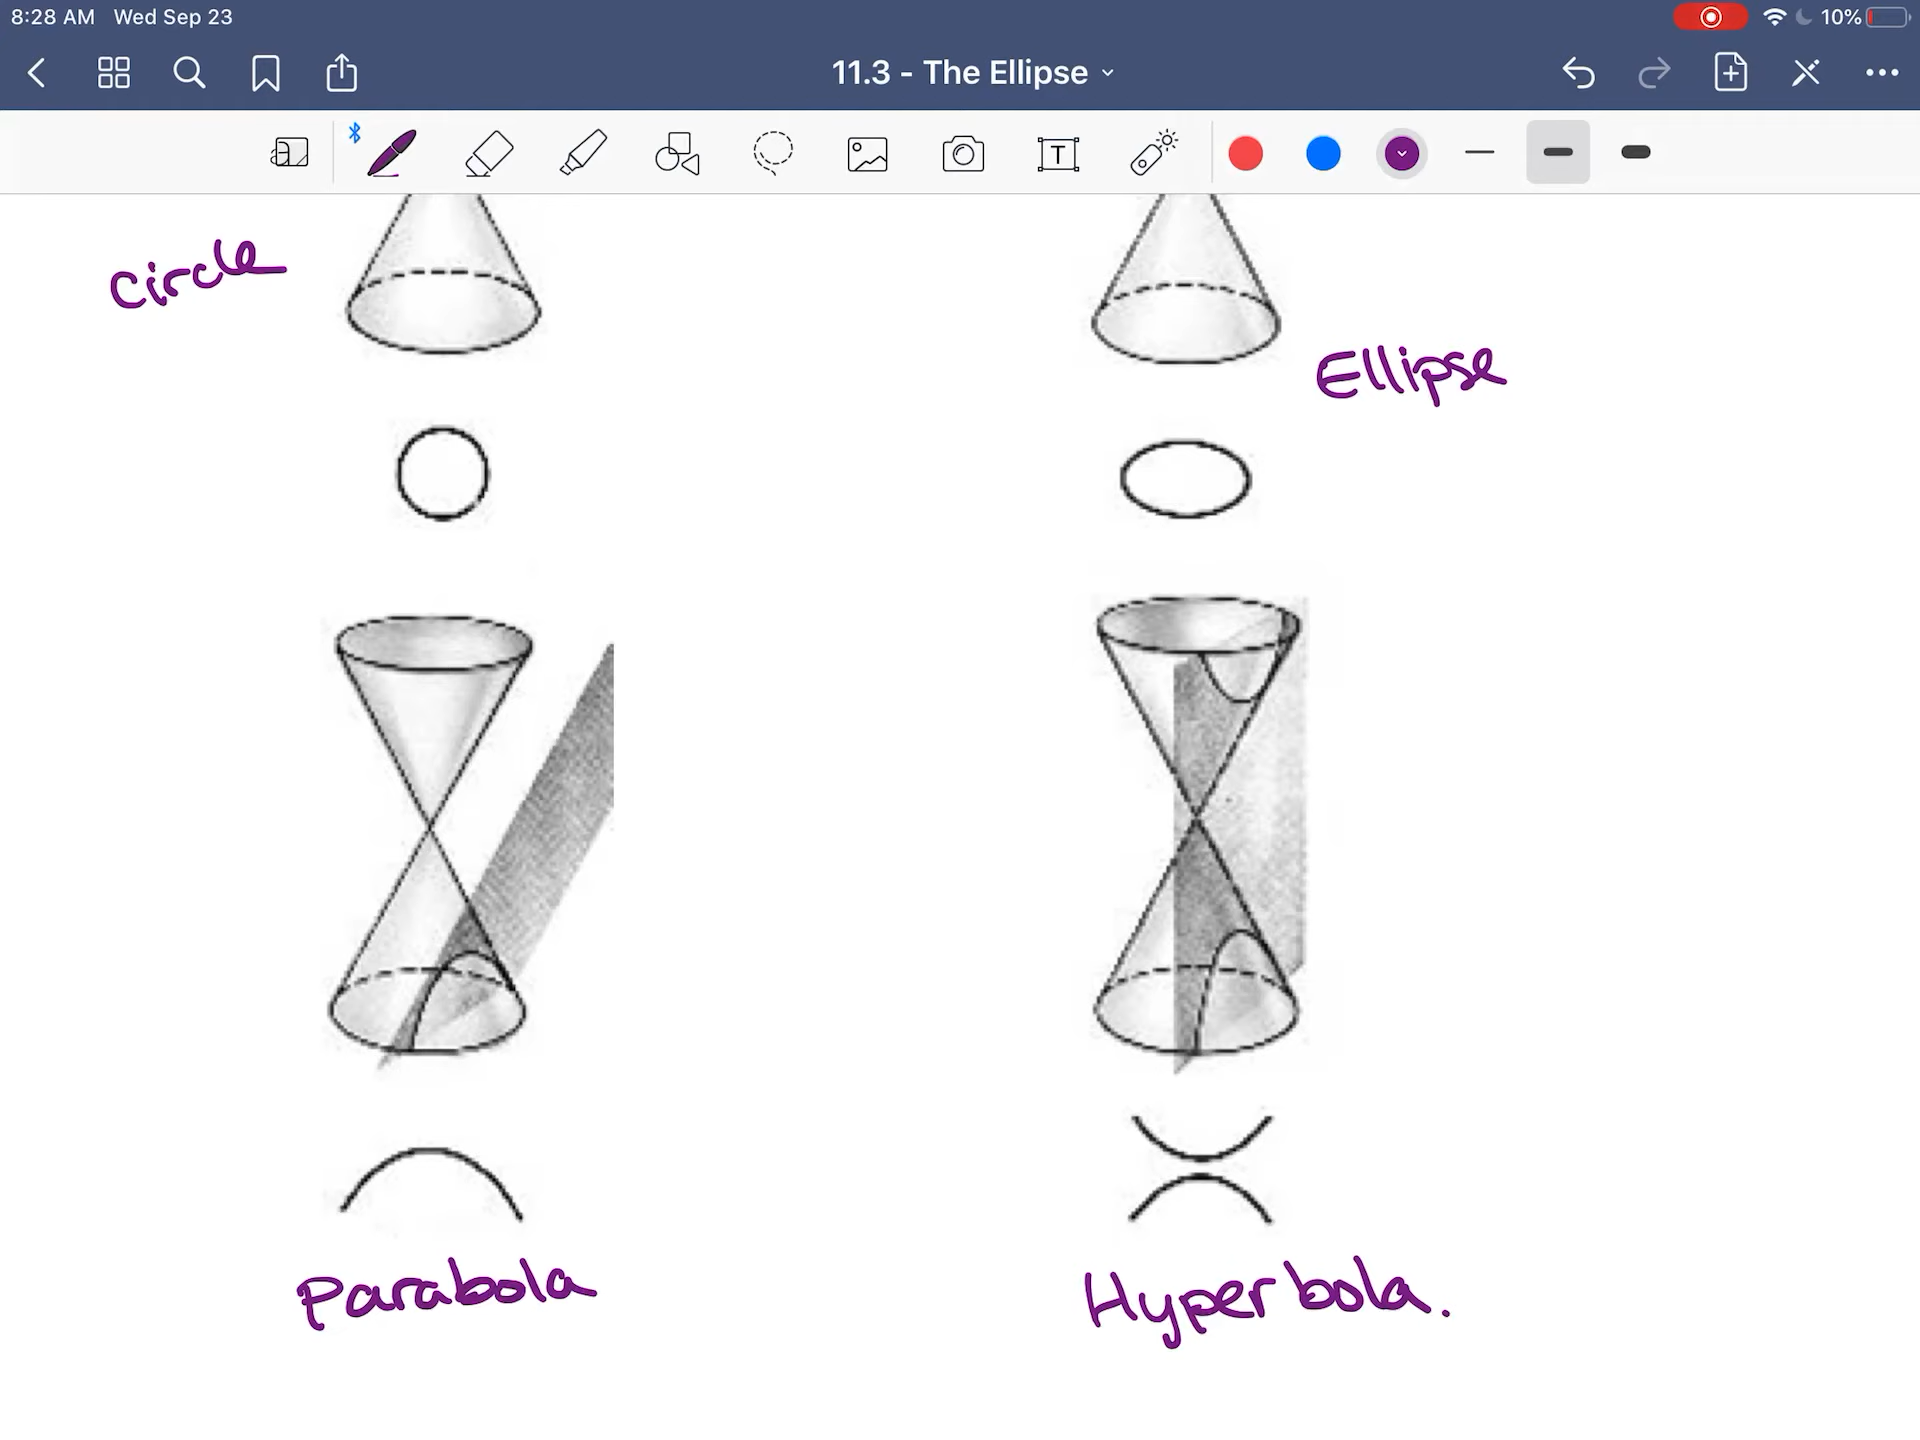 8:28 AM Wed Sep 23
10%
11.3 - The Ellipse
T
Circle
Ellipse
Parabola
Hyperbola.